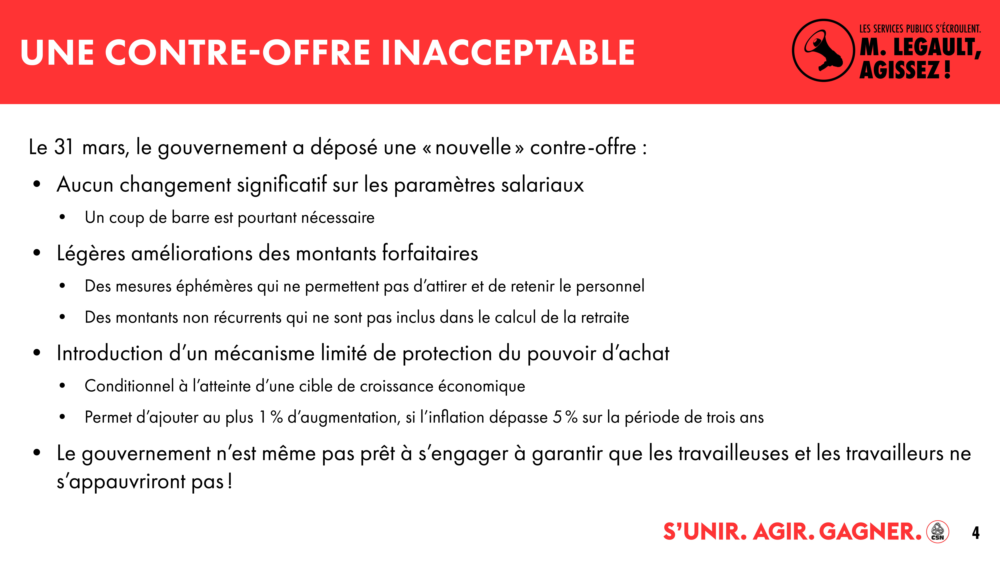 UNE CONTRE-OFFRE INACCEPTABLE
LES SERVICES PUBLICS S’ÉCROULENT.
M. LEGAULT,
AGISSEZ !
Le 31 mars, le gouvernement a déposé une « nouvelle » contre-offre :
• Aucun changement significatif sur les paramètres salariaux
• Un coup de barre est pourtant nécessaire
• Légères améliorations des montants forfaitaires
• Des mesures éphémères qui ne permettent pas d’attirer et de retenir le personnel
• Des montants non récurrents qui ne sont pas inclus dans le calcul de la retraite
• Introduction d’un mécanisme limité de protection du pouvoir d’achat
• Conditionnel à l’atteinte d’une cible de croissance économique
• Permet d’ajouter au plus 1 % d’augmentation, si l’inflation dépasse 5 % sur la période de trois ans
• Le gouvernement n’est même pas prêt à s’engager à garantir que les travailleuses et les travailleurs ne
s’appauvriront pas !
S’UNIR. AGIR. GAGNER.
CSN
4